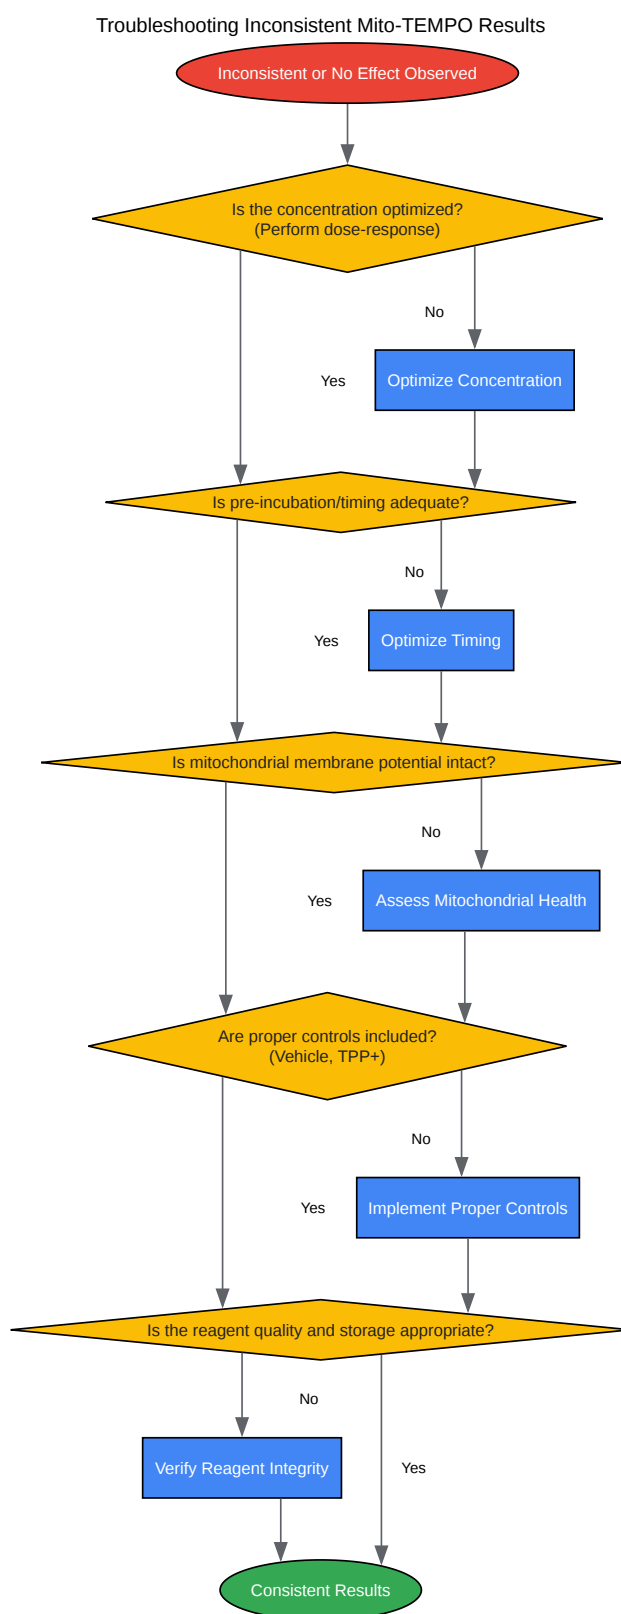 Troubleshooting Inconsistent Mito-TEMPO Results
Inconsistent or No Effect Observed
Is the concentration optimized?
(Perform dose-response)
No
Yes
Optimize Concentration
Is pre-incubation/timing adequate?
No
Yes
Optimize Timing
Is mitochondrial membrane potential intact?
No
Yes
Assess Mitochondrial Health
Are proper controls included?
(Vehicle, TPP+)
No
Yes
Implement Proper Controls
Is the reagent quality and storage appropriate?
No
Verify Reagent Integrity
Yes
Consistent Results